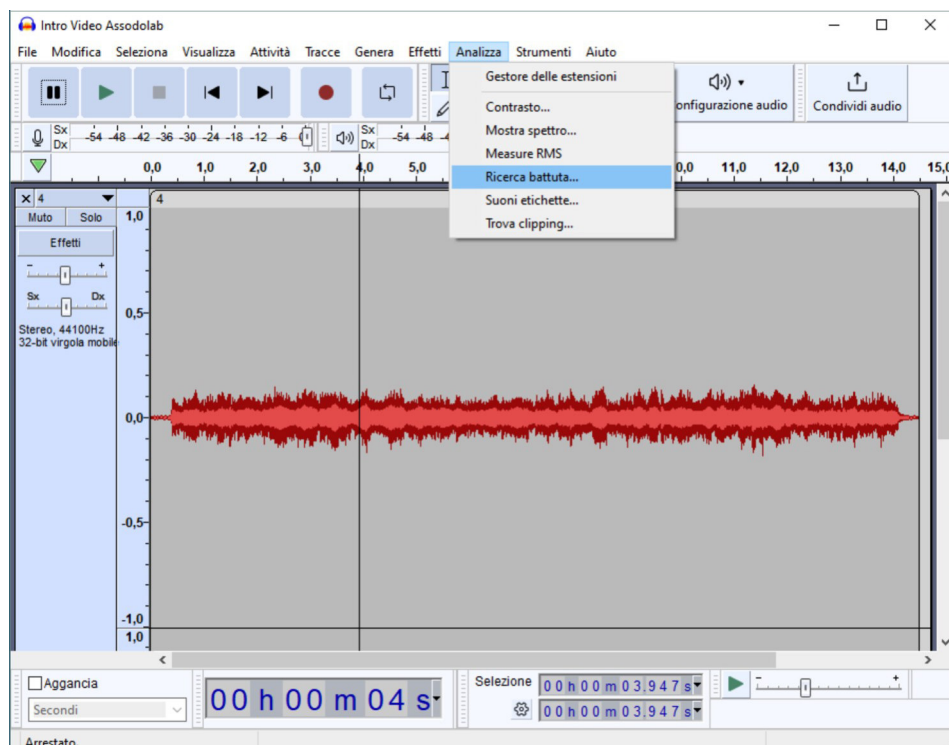 Intro Video Assodolab
File Modifica Seleziona Visualizza Attività Tracce Genera Effetti Analizza Strumenti Aiuto
Gestore delle estensioni
Contrasto...
Mostra spettro...
Measure RMS
Ricerca battuta...
Suoni etichette...
Trova clipping...
onfigurazione audio
Condividi audio
Sx
Dx
-54 -48 -42 -36 -30 -24 -18 -12 -6
Sx
Dx
-54 -48 -4
0,0 1,0 2,0 3,0 4,0 5,0 0,0 11,0 12,0 13,0 14,0 15,0
4
4
Muto Solo
Effetti
- +
Sx Dx
Stereo, 44100Hz
32-bit virgola mobile
1,0
0,5-
0,0-
-0,5-
-1,0
1,0
Aggancia
Secondi
00 h 00 m 04 s
Selezione
00 h 00 m 03,947 s
00 h 00 m 03,947 s
- +
Arrestato.